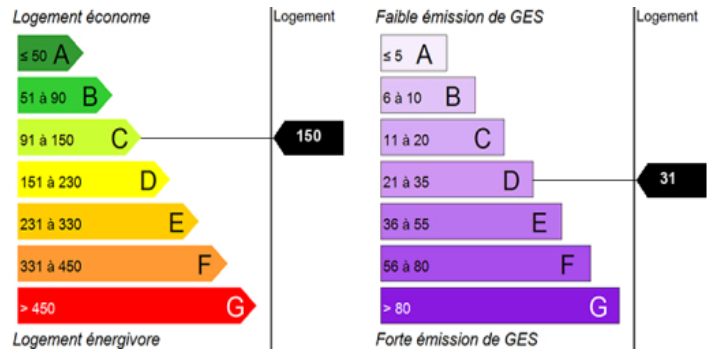 Logement économe
Logement
≤ 50 A
51 à 90 B
91 à 150 C
150
151 à 230 D
231 à 330 E
331 à 450 F
> 450 G
Logement énergivore
Faible émission de GES
Logement
≤ 5 A
6 à 10 B
11 à 20 C
21 à 35 D
31
36 à 55 E
56 à 80 F
> 80 G
Forte émission de GES